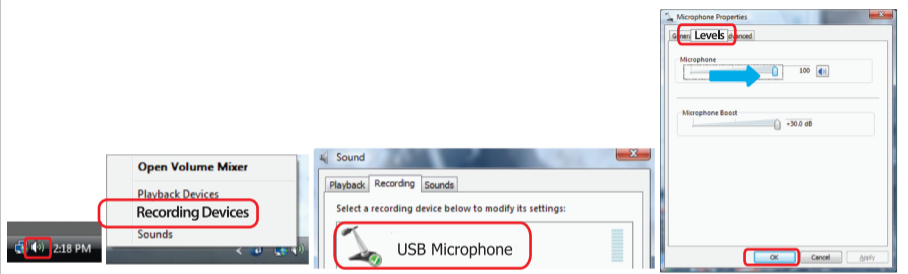 2:18 PM
Open Volume Mixer
Playback Devices
Recording Devices
Sounds
Sound
Playback Recording Sounds
Select a recording device below to modify its settings:
USB Microphone
Microphone Properties
Levels
Microphone
100
Microphone Boost
+30.0 dB
OK Cancel Apply